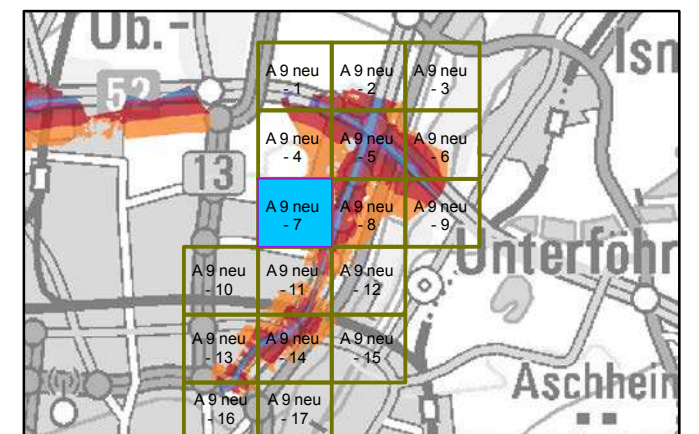 Ob.-
Isn
52
A 9 neu - 1
A 9 neu - 2
A 9 neu - 3
A 9 neu - 4
A 9 neu - 5
A 9 neu - 6
13
A 9 neu - 7
A 9 neu - 8
A 9 neu - 9
Unterföhr
A 9 neu - 10
A 9 neu - 11
A 9 neu - 12
A 9 neu - 13
A 9 neu - 14
A 9 neu - 15
Aschhein
A 9 neu - 16
A 9 neu - 17